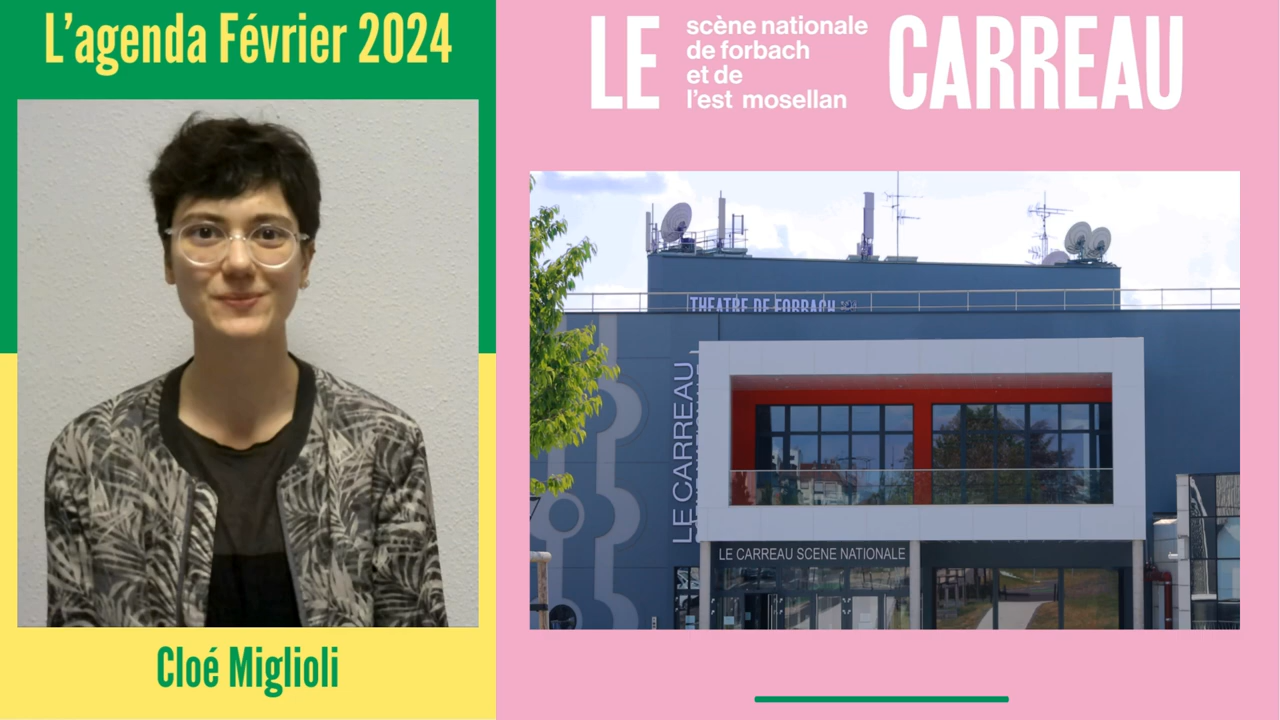 L'agenda Février 2024
Cloé Miglioli
LE
scène nationale
de forbach
et de
l'est mosellan
CARREAU
THEATRE DE FORBACH
LE CARREAU
LE CARREAU SCENE NATIONALE